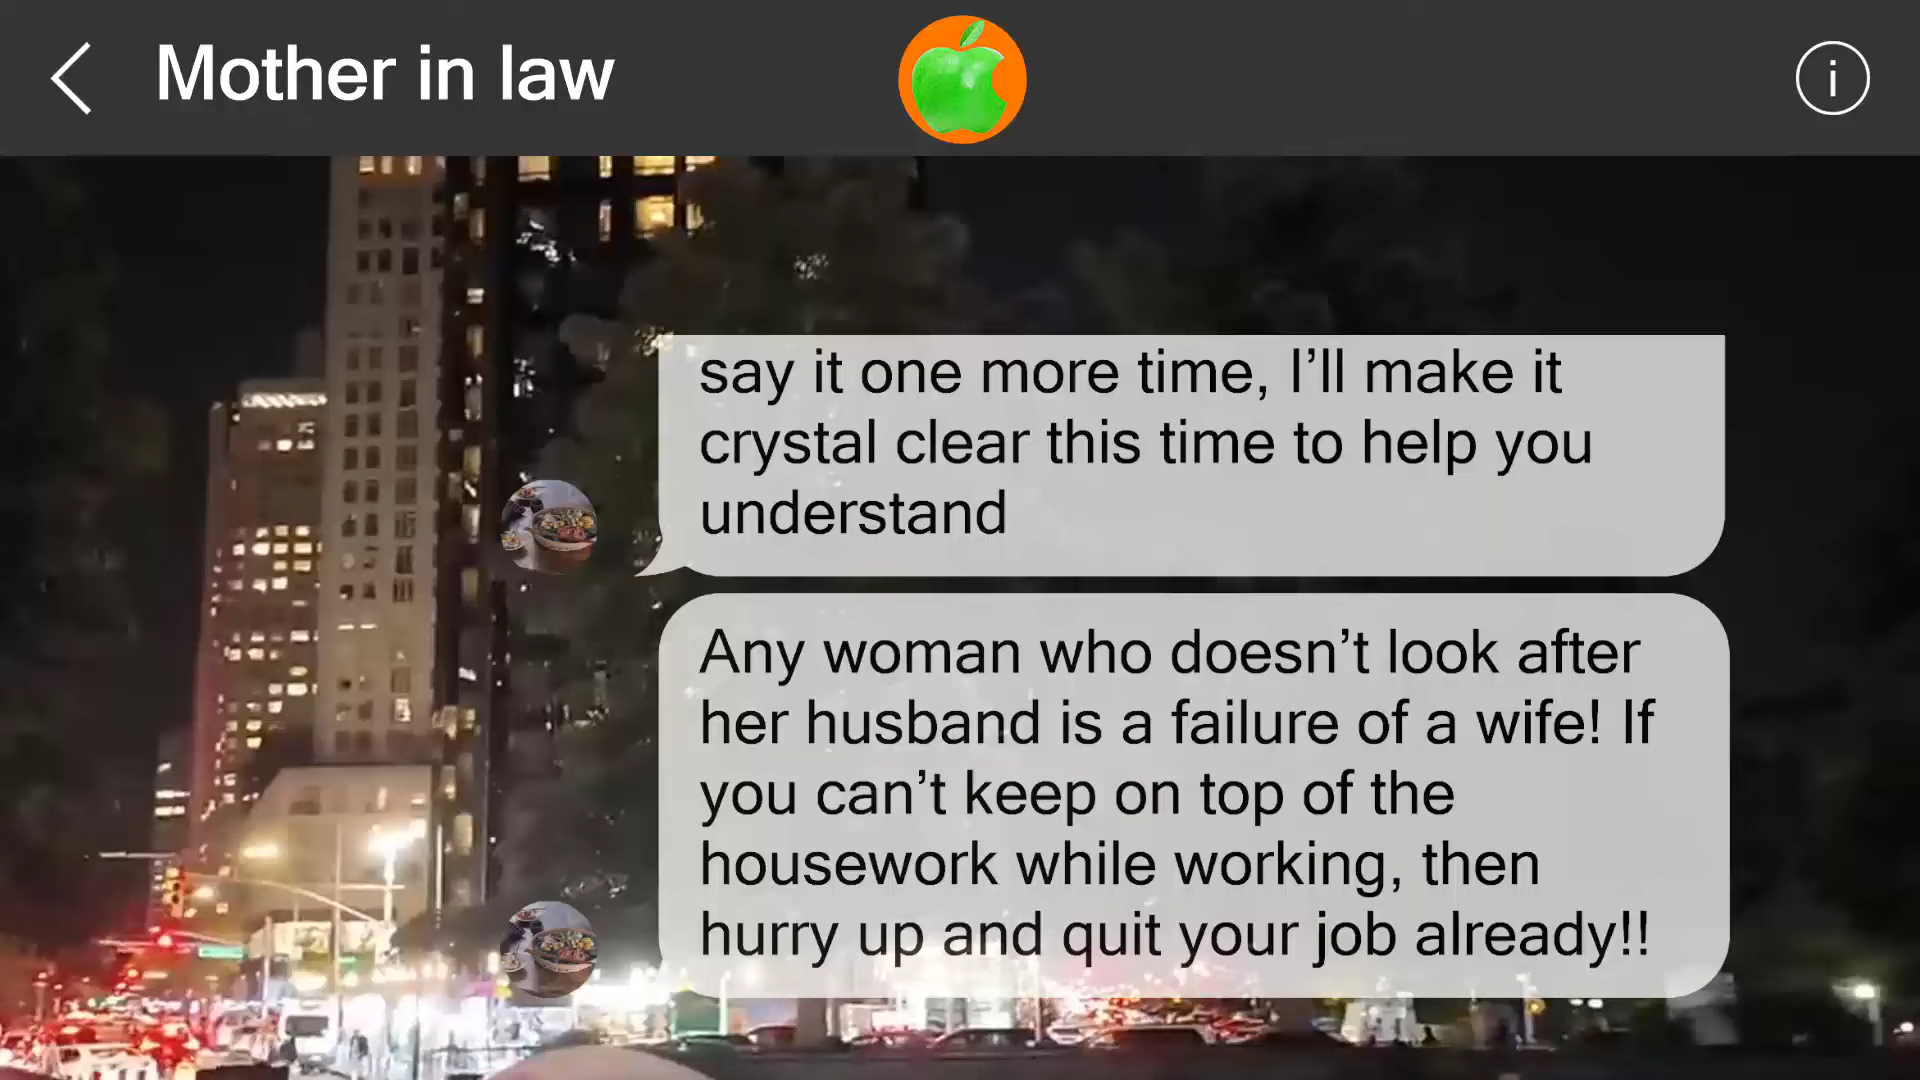 Mother in law
say it one more time, I’ll make it
crystal clear this time to help you
understand
Any woman who doesn’t look after
her husband is a failure of a wife! If
you can’t keep on top of the
housework while working, then
hurry up and quit your job already!!